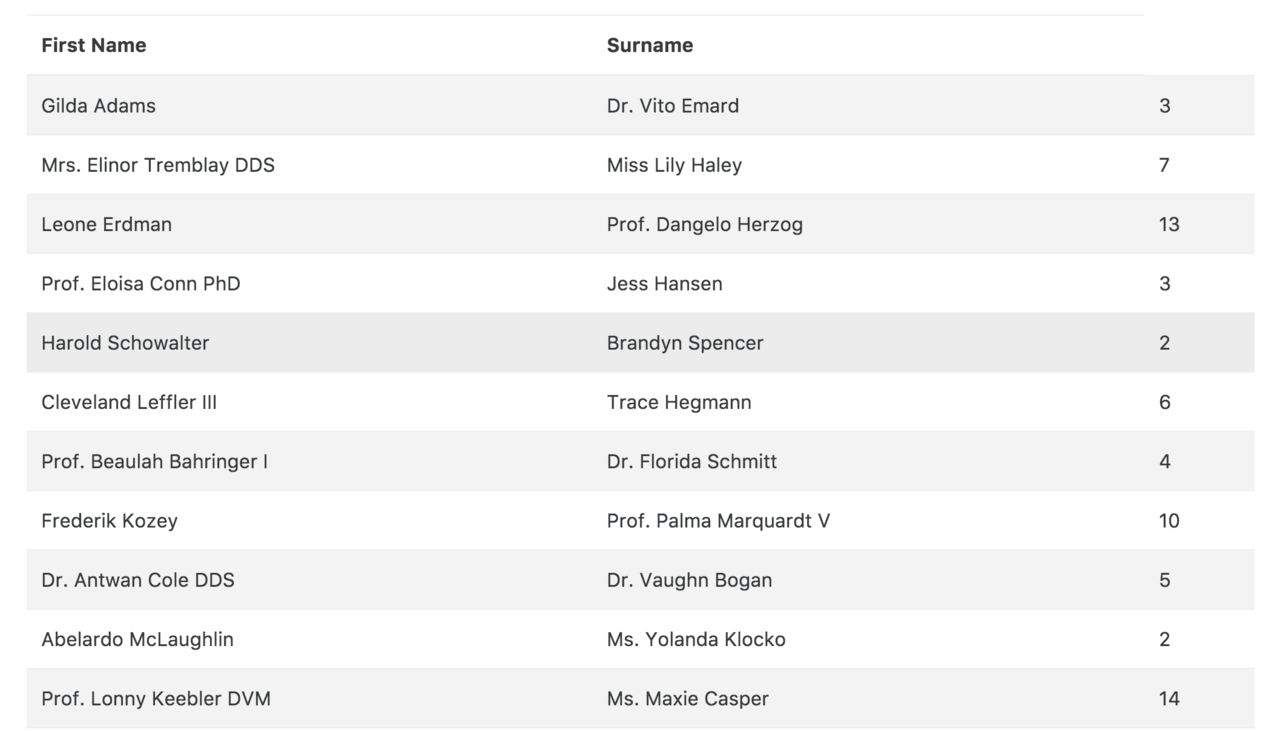 First Name Surname
Gilda Adams Dr. Vito Emard 3
Mrs. Elinor Tremblay DDS Miss Lily Haley 7
Leone Erdman Prof. Dangelo Herzog 13
Prof. Eloisa Conn PhD Jess Hansen 3
Harold Schowalter Brandyn Spencer 2
Cleveland Leffler III Trace Hegmann 6
Prof. Beaulah Bahringer I Dr. Florida Schmitt 4
Frederik Kozey Prof. Palma Marquardt V 10
Dr. Antwan Cole DDS Dr. Vaughn Bogan 5
Abelardo McLaughlin Ms. Yolanda Klocko 2
Prof. Lonny Keebler DVM Ms. Maxie Casper 14